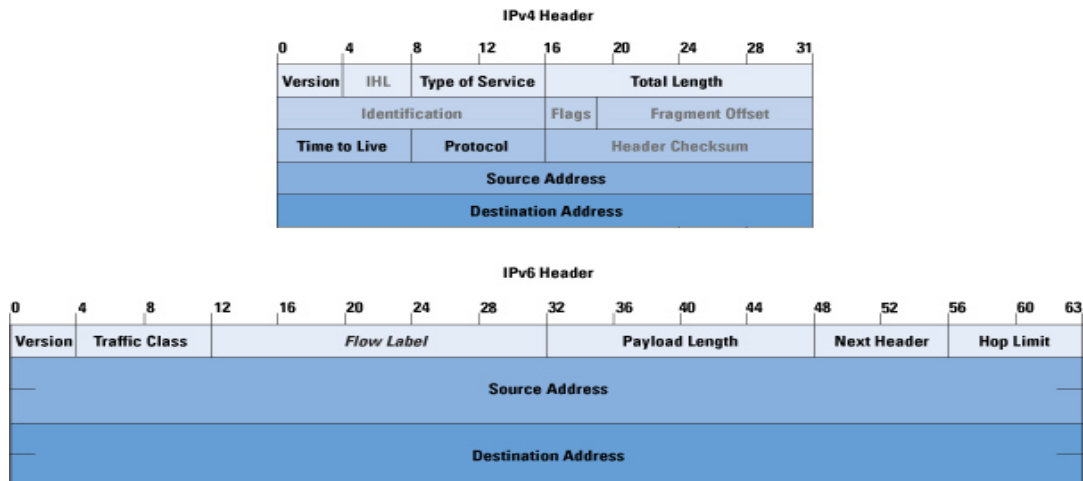 IPv4 Header
0 4 8 12 16 20 24 28 31
Version IHL Type of Service Total Length
Identification Flags Fragment Offset
Time to Live Protocol Header Checksum
Source Address
Destination Address
IPv6 Header
0 4 8 12 16 20 24 28 32 36 40 44 48 52 56 60 63
Version Traffic Class Flow Label Payload Length Next Header Hop Limit
Source Address
Destination Address